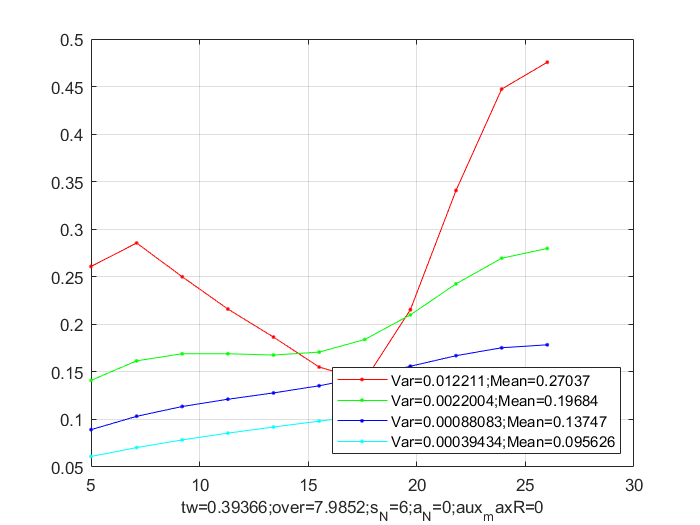 0.5
0.45
0.4
0.35
0.3
0.25
0.2
0.15
0.1
0.05
Var=0.012211;Mean=0.27037
Var=0.0022004;Mean=0.19684
Var=0.00088083;Mean=0.13747
Var=0.00039434;Mean=0.095626
5 10 15 20 25 30
tw=0.39366;over=7.9852;s_N=6;a_N=0;aux_maxR=0